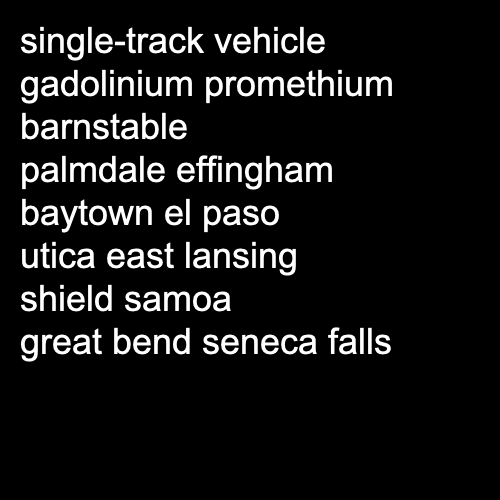 single-track vehicle
gadolinium promethium
barnstable
palmdale effingham
baytown el paso
utica east lansing
shield samoa
great bend seneca falls